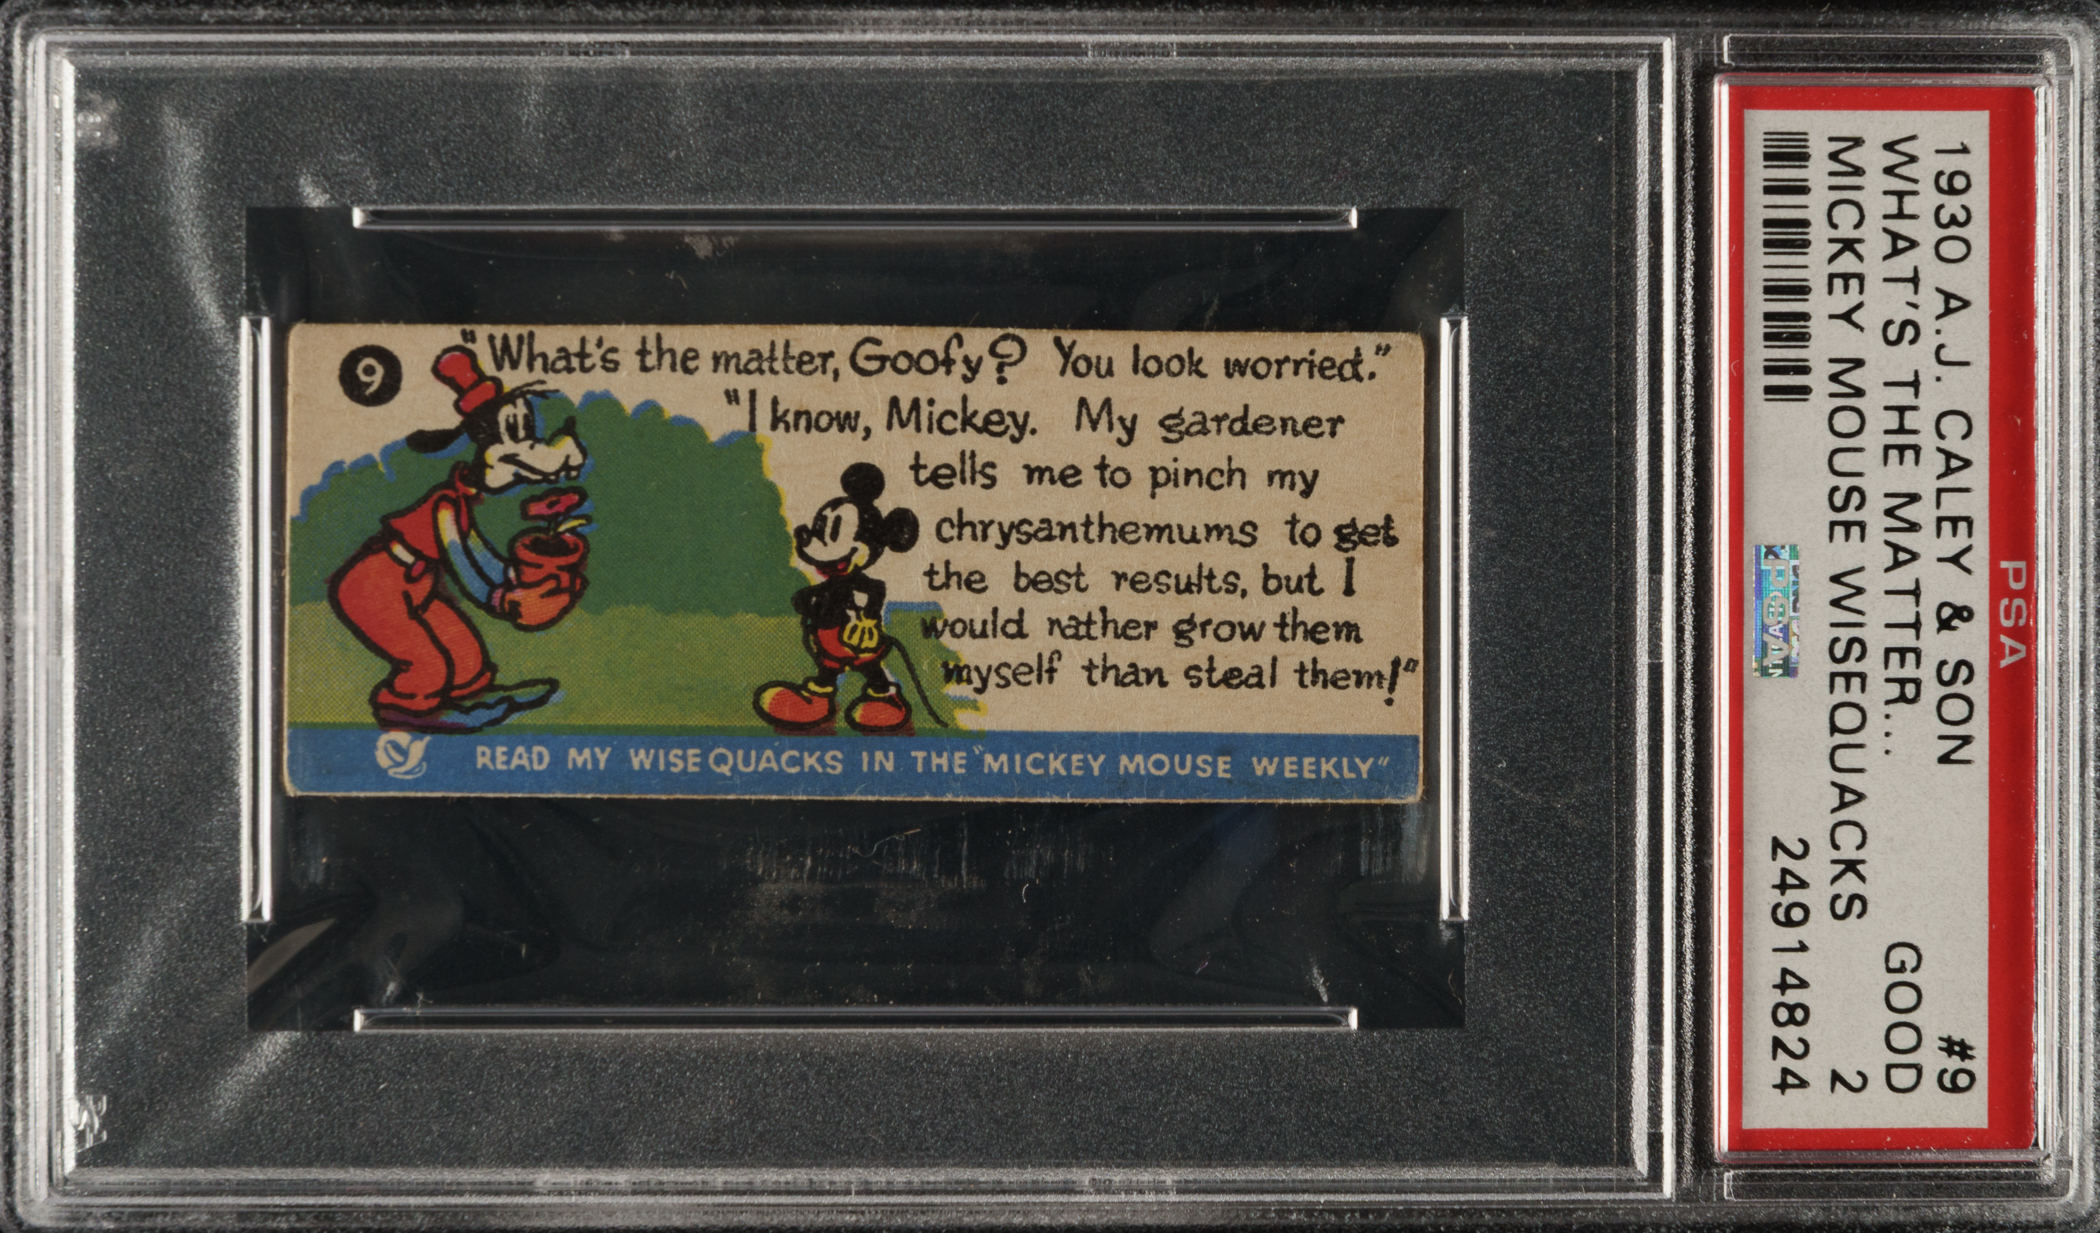 9
"What's the matter, Goofy? You look worried."
"I know, Mickey. My gardener
tells me to pinch my
chrysanthemums to get
the best results, but I
would rather grow them
myself than steal them!"
READ MY WISEQUACKS IN THE "MICKEY MOUSE WEEKLY"
PSA
1930 A.J. CALEY & SON #9
WHAT'S THE MATTER... GOOD
MICKEY MOUSE WISEQUACKS 2
24914824
PSA